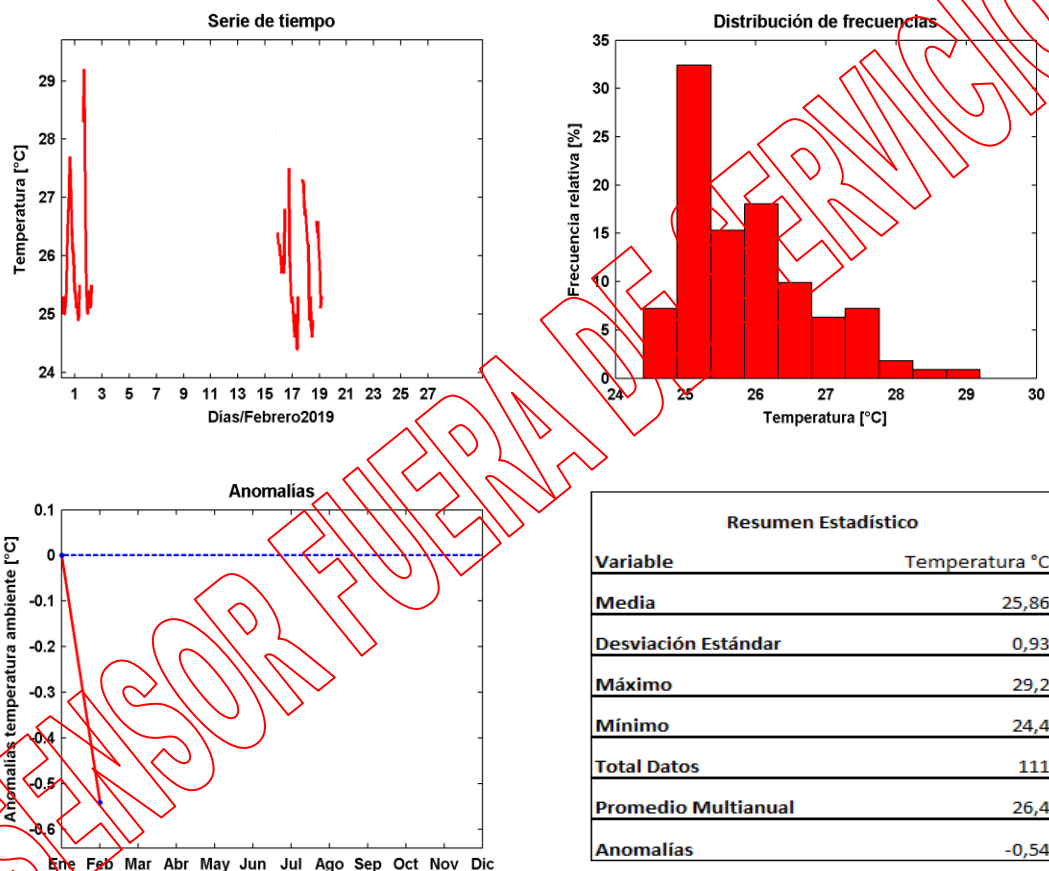 Serie de tiempo
29
28
27
26
25
24
Temperatura [°C]
1 3 5 7 9 11 13 15 17 19 21 23 25 27
Días/Febrero2019
Distribución de frecuencias
35
30
25
20
15
10
5
0
Frecuencia relativa [%]
24 25 26 27 28 29 30
Temperatura [°C]
Anomalías
0.1
0
-0.1
-0.2
-0.3
-0.4
-0.5
-0.6
Anomalías temperatura ambiente [°C]
Ene Feb Mar Abr May Jun Jul Ago Sep Oct Nov Dic
Resumen Estadístico
Variable Temperatura °C
Media 25,86
Desviación Estándar 0,93
Máximo 29,2
Mínimo 24,4
Total Datos 111
Promedio Multianual 26,4
Anomalías -0,54
SENSOR FUERA DE SERVICIO